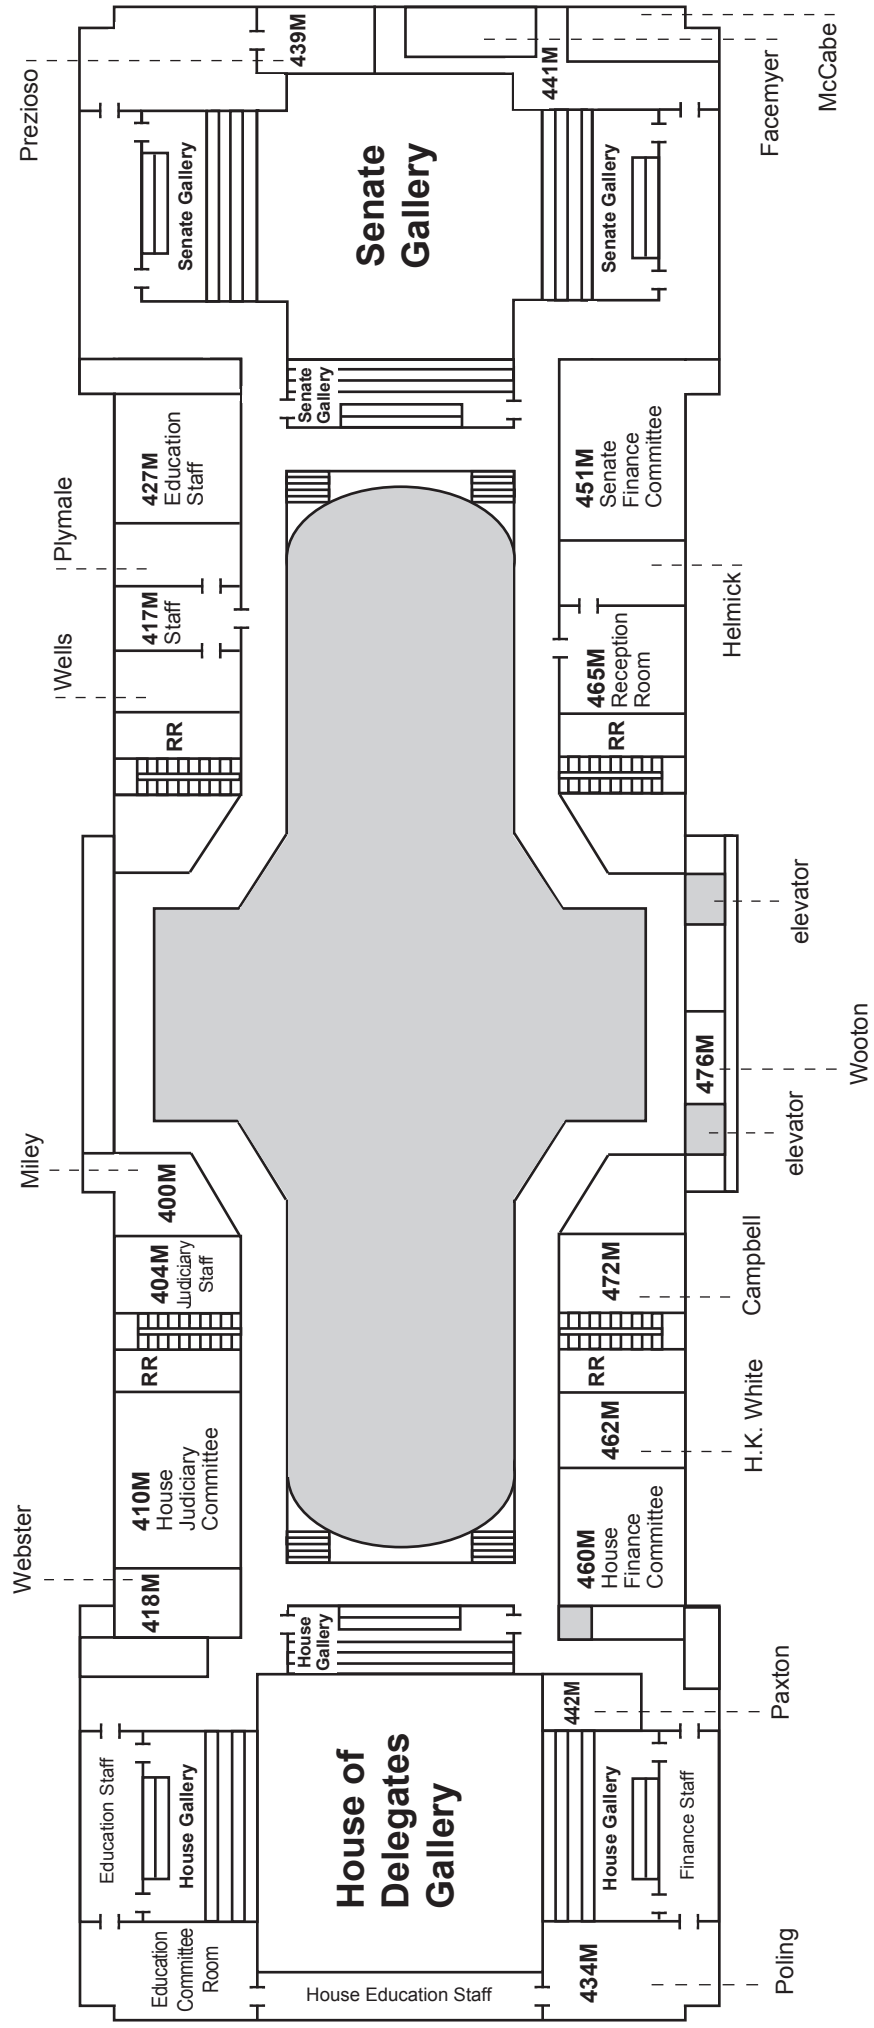 McCabe
Facemyer
Prezioso
439M
441M
Senate Gallery
Senate
Gallery
Senate Gallery
Senate
Gallery
427M
Education
Staff
451M
Senate
Finance
Committee
Plymale
417M
Staff
Helmick
Wells
465M
Reception
Room
RR
RR
elevator
476M
Wooton
elevator
Miley
400M
404M
Judiciary
Staff
472M
Campbell
RR
RR
462M
H.K. White
410M
House
Judiciary
Committee
460M
House
Finance
Committee
Webster
418M
House
Gallery
442M
Paxton
Education Staff
House Gallery
House of
Delegates
Gallery
House Gallery
Finance Staff
Education
Committee
Room
House Education Staff
434M
Poling